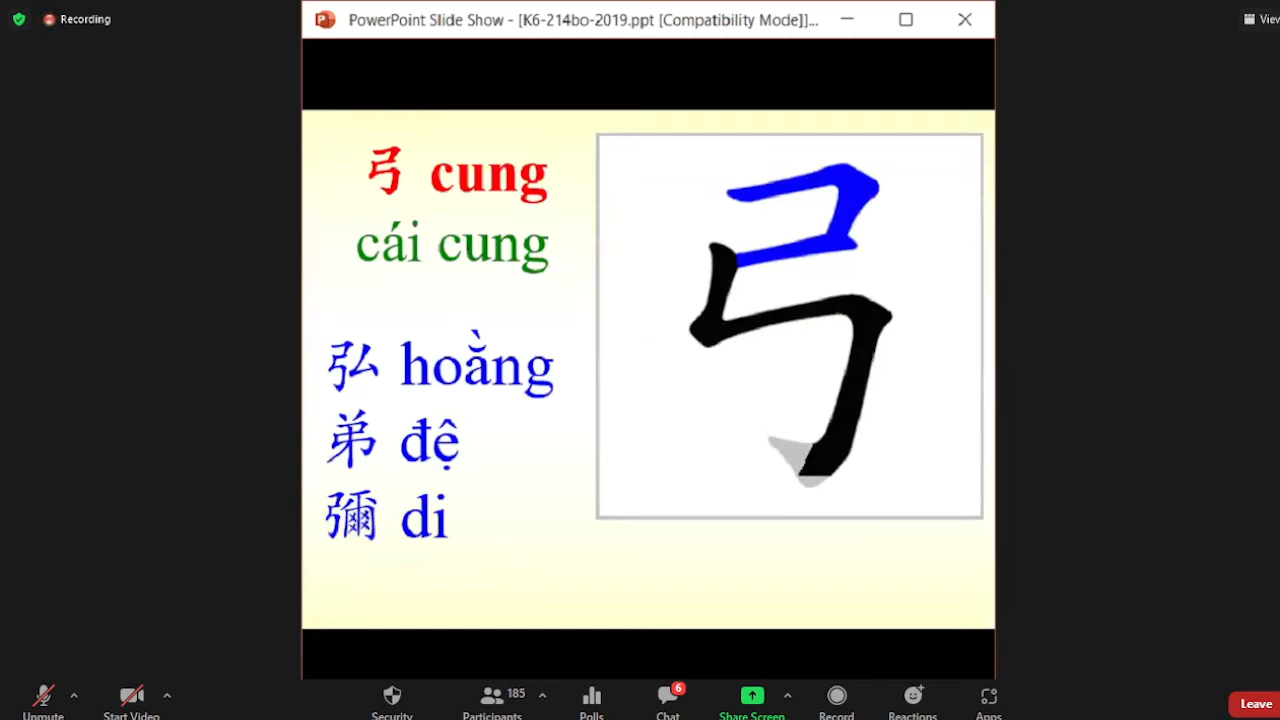 Recording
PowerPoint Slide Show - [K6-214bo-2019.ppt [Compatibility Mode]]...
View
弓 cung
cái cung
弘 hoằng
弟 đệ
彌 di
弓
Unmute
Start Video
Security
185
Participants
Polls
6
Chat
Share Screen
Record
Reactions
Apps
Leave